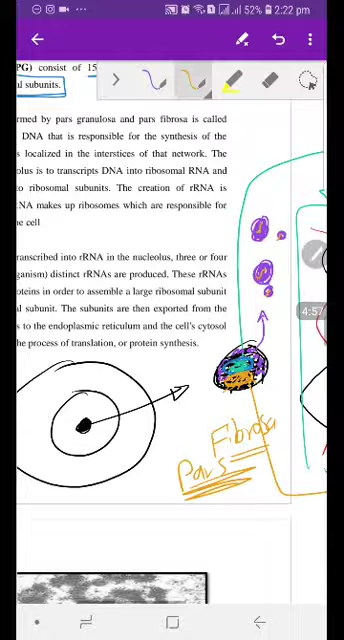 52% 2:22 pm
PG) consist of 15
al subunits.
rmed by pars granulosa and pars fibrosa is called
DNA that is responsible for the synthesis of the
s localized in the interstices of that network. The
olus is to transcripts DNA into ribosomal RNA and
to ribosomal subunits. The creation of rRNA is
RNA makes up ribosomes which are responsible for
he cell
ranscribed into rRNA in the nucleolus, three or four
ganism) distinct rRNAs are produced. These rRNAs
oteins in order to assemble a large ribosomal subunit
al subunit. The subunits are then exported from the
s to the endoplasmic reticulum and the cell's cytosol
he process of translation, or protein synthesis.
4:57
Fibrosa
Pars